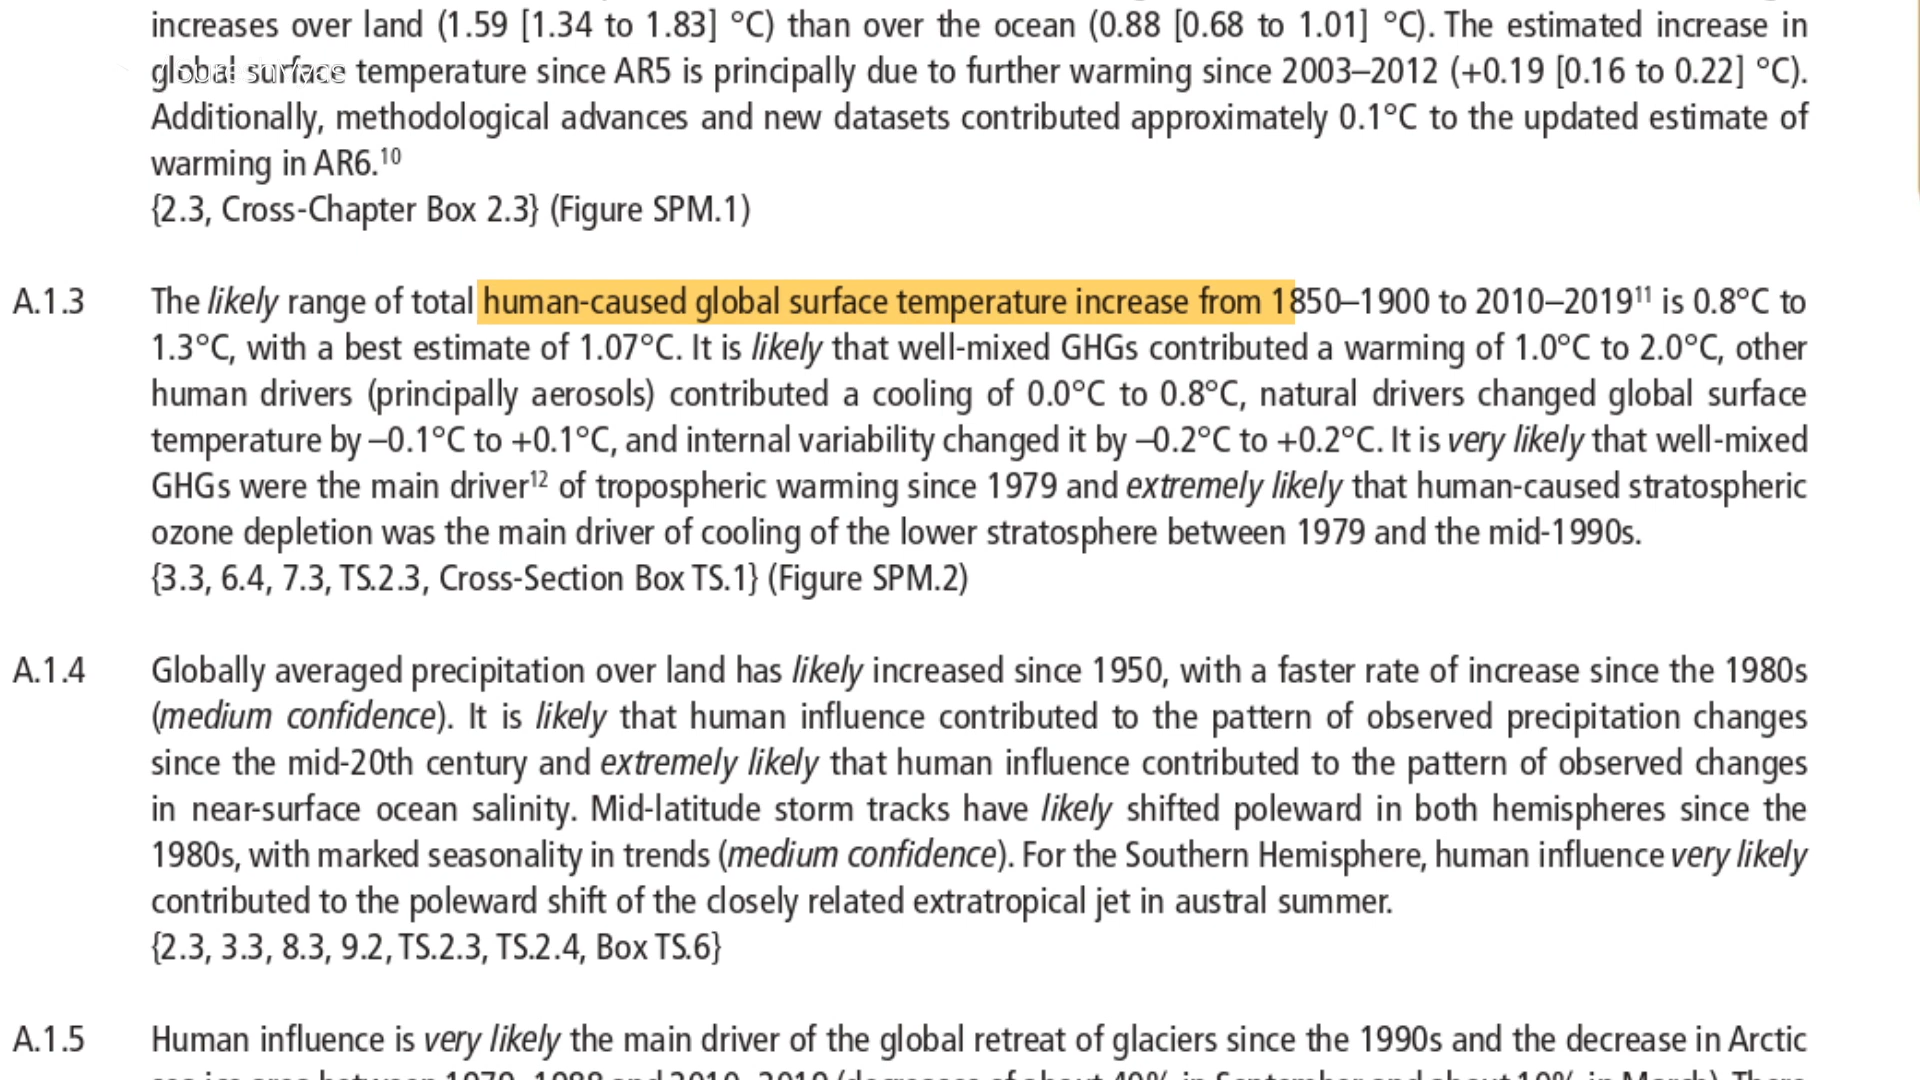 increases over land (1.59 [1.34 to 1.83] °C) than over the ocean (0.88 [0.68 to 1.01] °C). The estimated increase in
global surface temperature since AR5 is principally due to further warming since 2003–2012 (+0.19 [0.16 to 0.22] °C).
Additionally, methodological advances and new datasets contributed approximately 0.1°C to the updated estimate of
warming in AR6.¹⁰
{2.3, Cross-Chapter Box 2.3} (Figure SPM.1)
A.1.3 The likely range of total human-caused global surface temperature increase from 1850–1900 to 2010–2019¹¹ is 0.8°C to
1.3°C, with a best estimate of 1.07°C. It is likely that well-mixed GHGs contributed a warming of 1.0°C to 2.0°C, other
human drivers (principally aerosols) contributed a cooling of 0.0°C to 0.8°C, natural drivers changed global surface
temperature by –0.1°C to +0.1°C, and internal variability changed it by –0.2°C to +0.2°C. It is very likely that well-mixed
GHGs were the main driver¹² of tropospheric warming since 1979 and extremely likely that human-caused stratospheric
ozone depletion was the main driver of cooling of the lower stratosphere between 1979 and the mid-1990s.
{3.3, 6.4, 7.3, TS.2.3, Cross-Section Box TS.1} (Figure SPM.2)
A.1.4 Globally averaged precipitation over land has likely increased since 1950, with a faster rate of increase since the 1980s
(medium confidence). It is likely that human influence contributed to the pattern of observed precipitation changes
since the mid-20th century and extremely likely that human influence contributed to the pattern of observed changes
in near-surface ocean salinity. Mid-latitude storm tracks have likely shifted poleward in both hemispheres since the
1980s, with marked seasonality in trends (medium confidence). For the Southern Hemisphere, human influence very likely
contributed to the poleward shift of the closely related extratropical jet in austral summer.
{2.3, 3.3, 8.3, 9.2, TS.2.3, TS.2.4, Box TS.6}
A.1.5 Human influence is very likely the main driver of the global retreat of glaciers since the 1990s and the decrease in Arctic